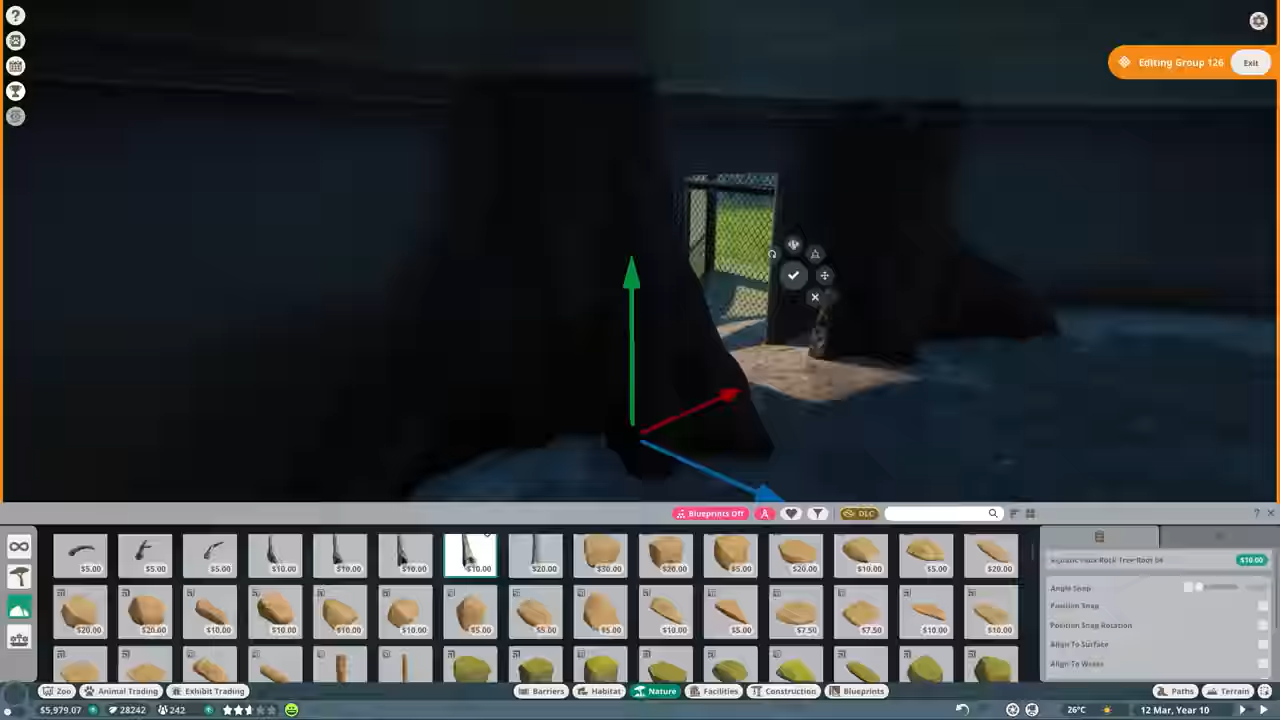 ?
Editing Group 126 Exit
Blueprints Off DLC ? ×
$5.00 $5.00 $5.00 $10.00 $10.00 $10.00 $10.00 $20.00 $30.00 $20.00 $5.00 $20.00 $10.00 $5.00 $20.00
$10.00
Angle Snap
$20.00 $20.00 $10.00 $10.00 $10.00 $10.00 $5.00 $5.00 $5.00 $10.00 $5.00 $7.50 $7.50 $10.00 $10.00
Position Snap
Position Snap Rotation
Align To Surface
Zoo Animal Trading Exhibit Trading Barriers Habitat Nature Facilities Construction Blueprints Paths Terrain
$5,979.07 28242 242 26°C 12 Mar, Year 10